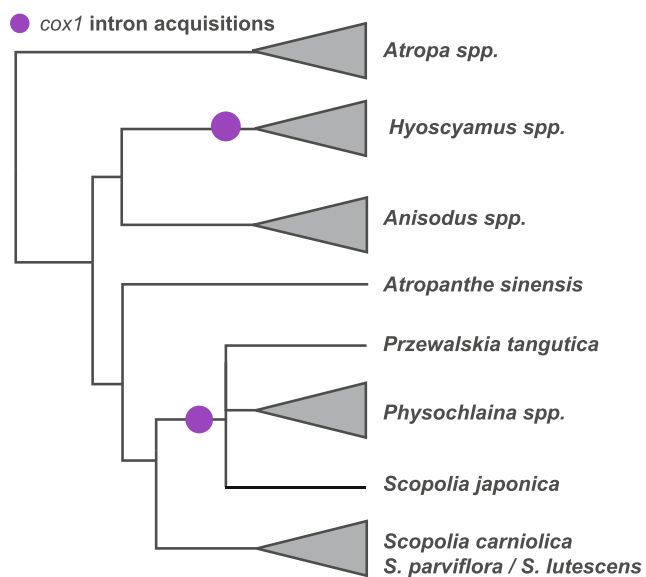 cox1 intron acquisitions
Atropa spp.
Hyoscyamus spp.
Anisodus spp.
Atropanthe sinensis
Przewalskia tangutica
Physochlaina spp.
Scopolia japonica
Scopolia carniolica
S. parviflora / S. lutescens